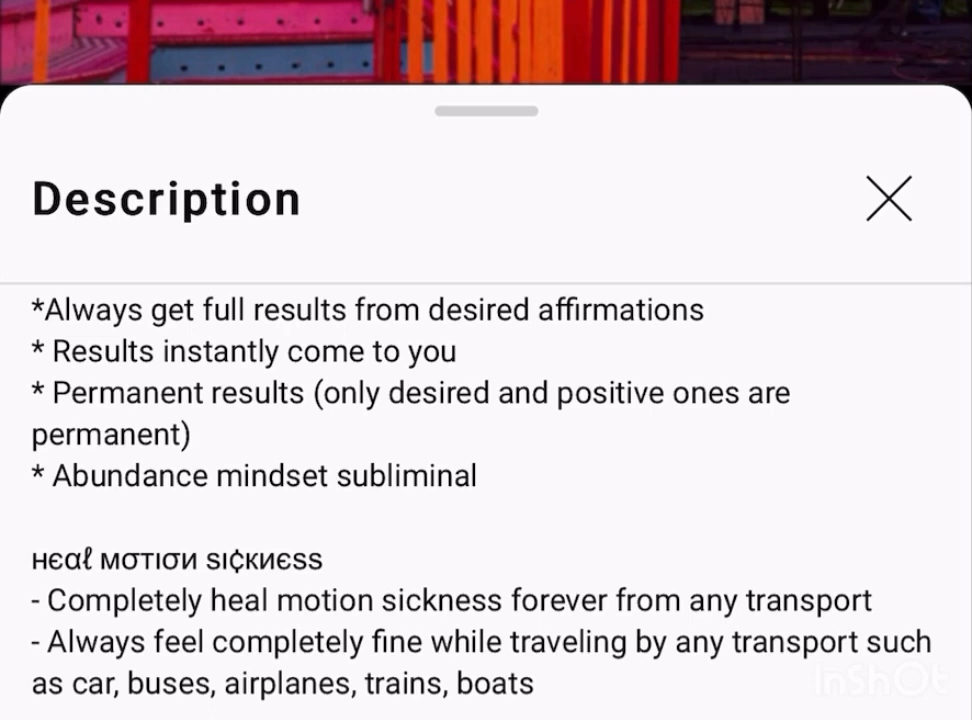 Description
*Always get full results from desired affirmations
* Results instantly come to you
* Permanent results (only desired and positive ones are
permanent)
* Abundance mindset subliminal
нєαℓ мσтισи ѕι¢києѕѕ
- Completely heal motion sickness forever from any transport
- Always feel completely fine while traveling by any transport such
as car, buses, airplanes, trains, boats
InShOt